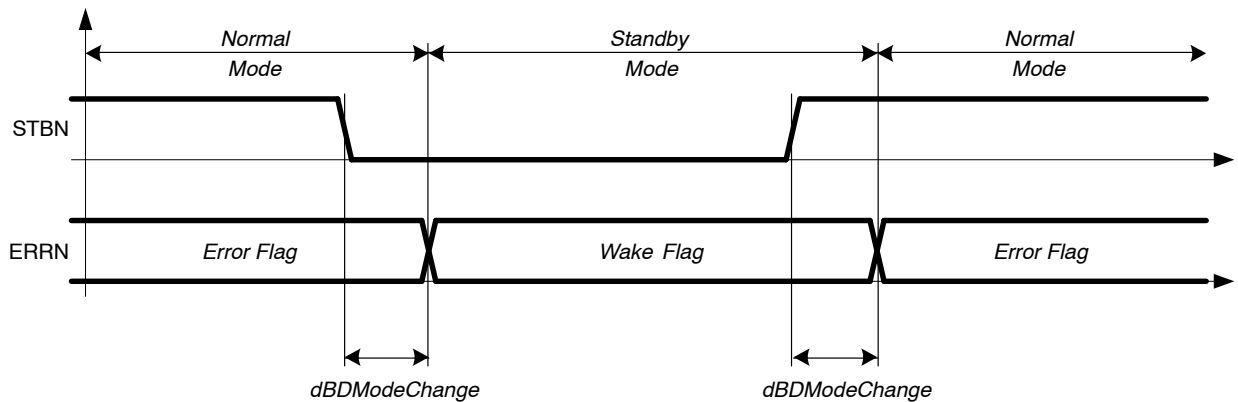 Normal
Mode
Standby
Mode
Normal
Mode
STBN
ERRN
Error Flag
Wake Flag
Error Flag
dBDModeChange
dBDModeChange